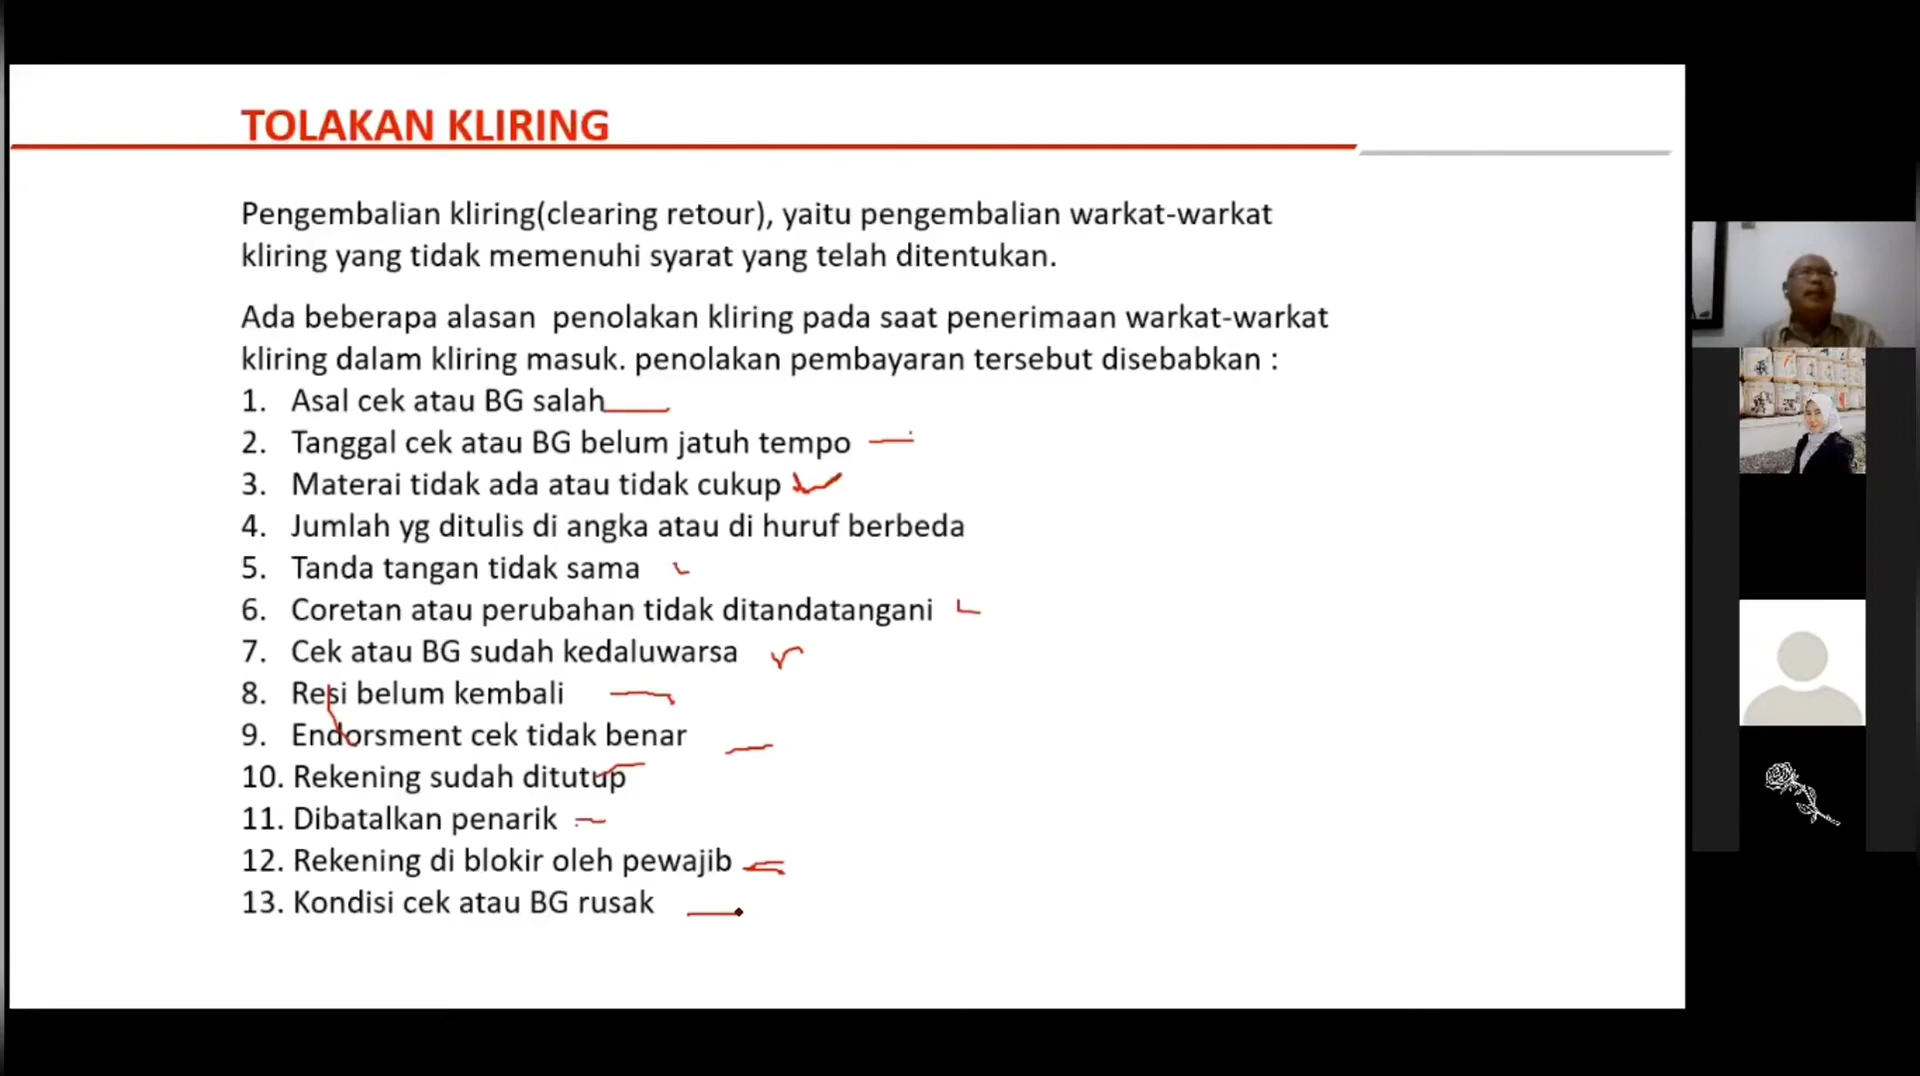 TOLAKAN KLIRING
Pengembalian kliring(clearing retour), yaitu pengembalian warkat-warkat
kliring yang tidak memenuhi syarat yang telah ditentukan.
Ada beberapa alasan  penolakan kliring pada saat penerimaan warkat-warkat
kliring dalam kliring masuk. penolakan pembayaran tersebut disebabkan :
1. Asal cek atau BG salah
2. Tanggal cek atau BG belum jatuh tempo
3. Materai tidak ada atau tidak cukup
4. Jumlah yg ditulis di angka atau di huruf berbeda
5. Tanda tangan tidak sama
6. Coretan atau perubahan tidak ditandatangani
7. Cek atau BG sudah kedaluwarsa
8. Resi belum kembali
9. Endorsment cek tidak benar
10. Rekening sudah ditutup
11. Dibatalkan penarik
12. Rekening di blokir oleh pewajib
13. Kondisi cek atau BG rusak